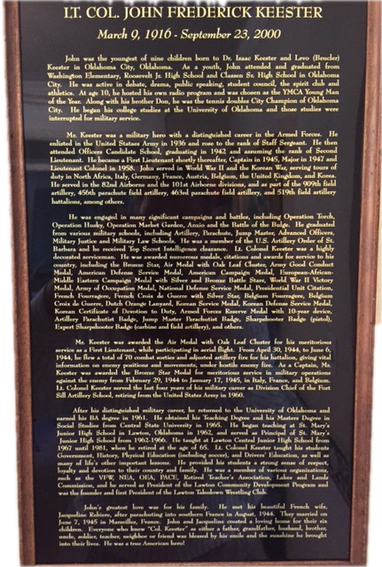 LT. COL. JOHN FREDERICK KEESTER
March 9, 1916 - September 23, 2000
John was the youngest of nine children born to Dr. Isaac Keester and Levo (Beucler)
Keester in Oklahoma City, Oklahoma. As a youth, John attended and graduated from
Washington Elementary, Roosevelt Jr. High School and Classen Sr. High School in Oklahoma
City. He was active in debate, drama, public speaking, student council, the spirit club and
athletics. At age 10, he hosted his own radio program and was chosen as the YMCA Young Man
of the Year. Along with his brother Don, he was the tennis doubles City Champion of Oklahoma
City. He began his college studies at the University of Oklahoma and those studies were
interrupted for military service.
Mr. Keester was a military hero with a distinguished career in the Armed Forces. He
enlisted in the United States Army in 1936 and rose to the rank of Staff Sergeant. He then
attended Officers Candidate School, graduating in 1942 and assuming the rank of Second
Lieutenant. He became a First Lieutenant shortly thereafter, Captain in 1945, Major in 1947 and
Lieutenant Colonel in 1958. John served in World War II and the Korean War, serving tours of
duty in North Africa, Italy, Germany, France, Austria, Belgium, the United Kingdom, and Korea.
He served in the 82nd Airborne and the 101st Airborne divisions, and as part of the 909th field
artillery, 456th parachute field artillery, 463rd parachute field artillery, and 519th field artillery
battalions, among others.
He was engaged in many significant campaigns and battles, including Operation Torch,
Operation Husky, Operation Market Garden, Anzio and the Battle of the Bulge. He graduated
from various military schools, including Artillery, Parachute, Jump Master, Advanced Officers,
Military Justice and Military Law Schools. He was a member of the U.S. Artillery Order of St.
Barbara and he received Top Secret Intelligence clearance. Lt. Colonel Keester was a highly
decorated serviceman. He was awarded numerous medals, citations and awards for service to his
country, including the Bronze Star, Air Medal with Oak Leaf Cluster, Army Good Conduct
Medal, American Defense Service Medal, American Campaign Medal, European-African-
Middle Eastern Campaign Medal with Silver and Bronze Battle Stars, World War II Victory
Medal, Army of Occupation Medal, National Defense Service Medal, Presidential Unit Citation,
French Fourragere, French Croix de Guerre with Silver Star, Belgium Fourragere, Belgium
Croix de Guerre, Dutch Orange Lanyard, Korean Service Medal, Korean Defense Service Medal,
Korean Certificate of Devotion to Duty, Armed Forces Reserve Medal with 10-year device,
Artillery Parachutist Badge, Jump Master Parachutist Badge, Sharpshooter Badge (pistol),
Expert Sharpshooter Badge (carbine and field artillery), and others.
Mr. Keester was awarded the Air Medal with Oak Leaf Cluster for his meritorious
service as a First Lieutenant, while participating in aerial flight. From April 30, 1944, to June 6,
1944, he flew a total of 70 combat sorties and adjusted artillery fire for his battalion, giving vital
information on enemy positions and movements, under hostile enemy fire. As a Captain, Mr.
Keester was awarded the Bronze Star Medal for meritorious service in military operations
against the enemy from February 29, 1944 to January 17, 1945, in Italy, France, and Belgium.
Lt. Colonel Keester served the last four years of his military career as Division Chief of the Fort
Sill Artillery School, retiring from the United States Army in 1960.
After his distinguished military career, he returned to the University of Oklahoma and
earned his BA degree in 1961. He obtained his Teaching Degree and his Masters Degree in
Social Studies from Central State University in 1965. He began teaching at St. Mary's
Junior High School in Lawton, Oklahoma in 1962, and served as Principal of St. Mary's
Junior High School from 1962-1966. He taught at Lawton Central Junior High School from
1967 until 1981, when he retired at the age of 65. Lt. Colonel Keester taught his students
Government, History, Physical Education (including soccer), and Drivers' Education, as well as
many of life's other important lessons. He provided his students a strong sense of respect,
loyalty and devotion to their country and family. He was a member of various organizations,
such as the VFW, NEA, OEA, PACE, Retired Teacher's Association, Lakes and Lands
Commission, and he served as President of the Lawton Community Development Program and
was the founder and first President of the Lawton Takedown Wrestling Club.
John's greatest love was for his family. He met his beautiful French wife,
Jacqueline Robiere, after parachuting into southern France in August, 1944. They married on
June 7, 1945 in Marseilles, France. John and Jacqueline created a loving home for their six
children. Everyone who knew "Col. Keester" as either a father, grandfather, husband, brother,
uncle, soldier, teacher, neighbor or friend was blessed by his smile and the sunshine he brought
into their lives. He was a true American hero!